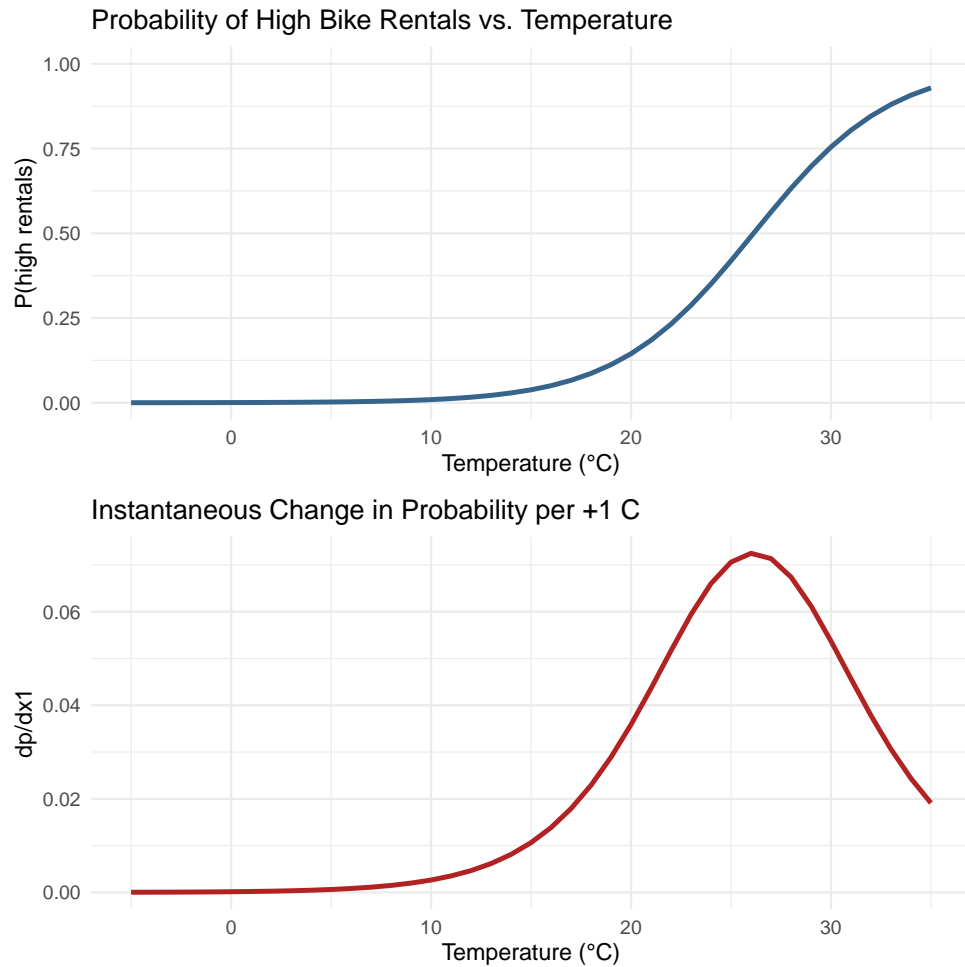 Probability of High Bike Rentals vs. Temperature
P(high rentals)
1.00
0.75
0.50
0.25
0.00
0 10 20 30
Temperature (°C)
Instantaneous Change in Probability per +1 C
dp/dx1
0.06
0.04
0.02
0.00
0 10 20 30
Temperature (°C)